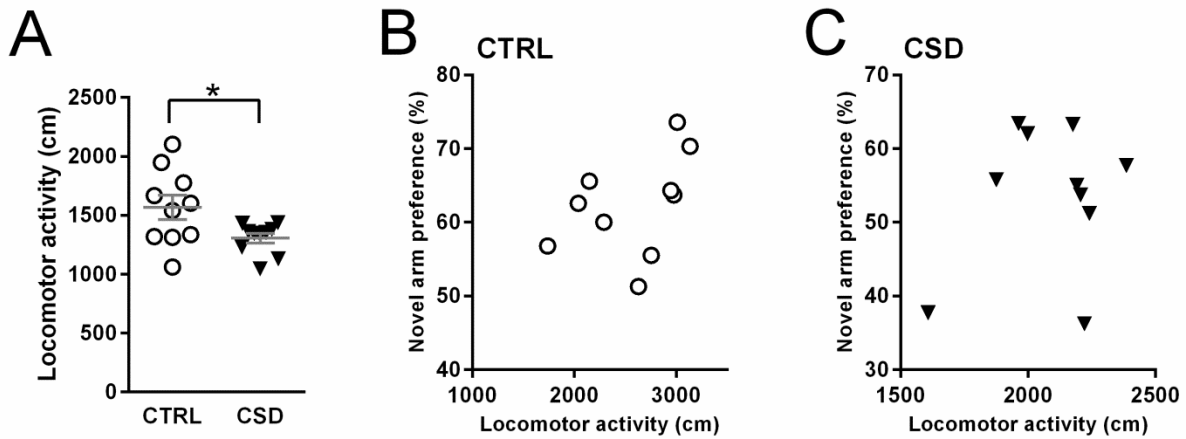 A
Locomotor activity (cm)
2500
2000
1500
1000
500
0
*
CTRL
CSD
B
CTRL
Novel arm preference (%)
80
70
60
50
40
1000
2000
3000
Locomotor activity (cm)
C
CSD
Novel arm preference (%)
70
60
50
40
30
1500
2000
2500
Locomotor activity (cm)